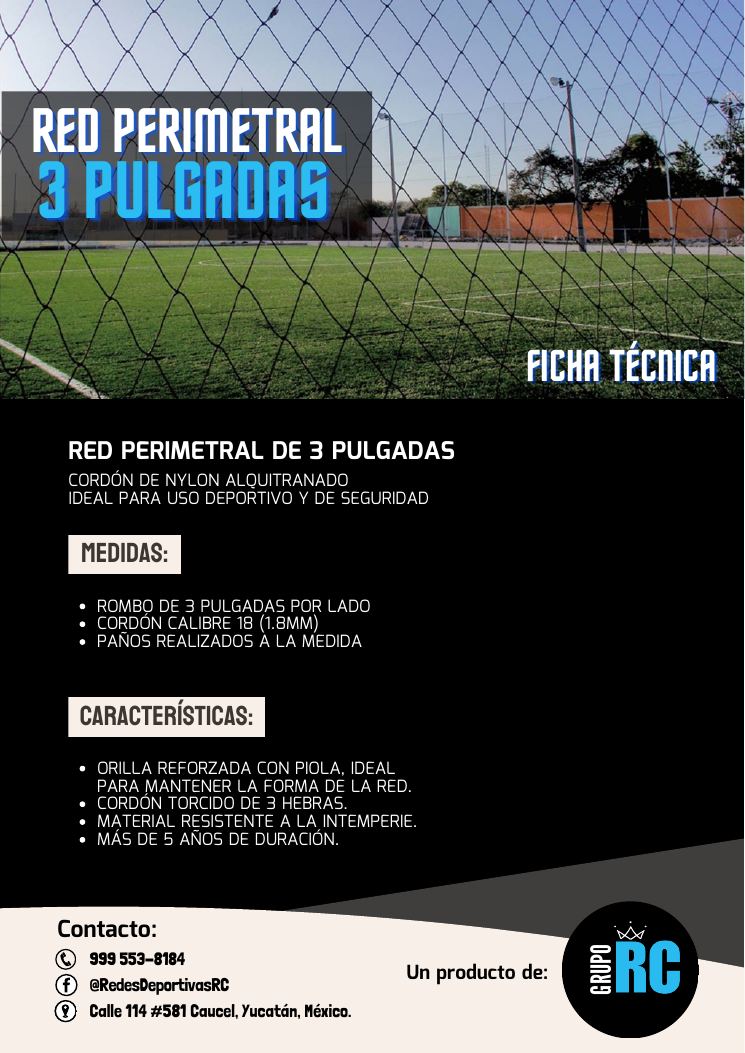 RED PERIMETRAL
3 PULGADAS
FICHA TÉCNICA
RED PERIMETRAL DE 3 PULGADAS
CORDÓN DE NYLON ALQUITRANADO
IDEAL PARA USO DEPORTIVO Y DE SEGURIDAD
MEDIDAS:
• ROMBO DE 3 PULGADAS POR LADO
• CORDÓN CALIBRE 18 (1.8MM)
• PAÑOS REALIZADOS A LA MEDIDA
CARACTERÍSTICAS:
• ORILLA REFORZADA CON PIOLA, IDEAL
PARA MANTENER LA FORMA DE LA RED.
• CORDÓN TORCIDO DE 3 HEBRAS.
• MATERIAL RESISTENTE A LA INTEMPERIE.
• MÁS DE 5 AÑOS DE DURACIÓN.
Contacto:
999 553-8184
@RedesDeportivasRC
Calle 114 #581 Caucel, Yucatán, México.
Un producto de:
GRUPO RC